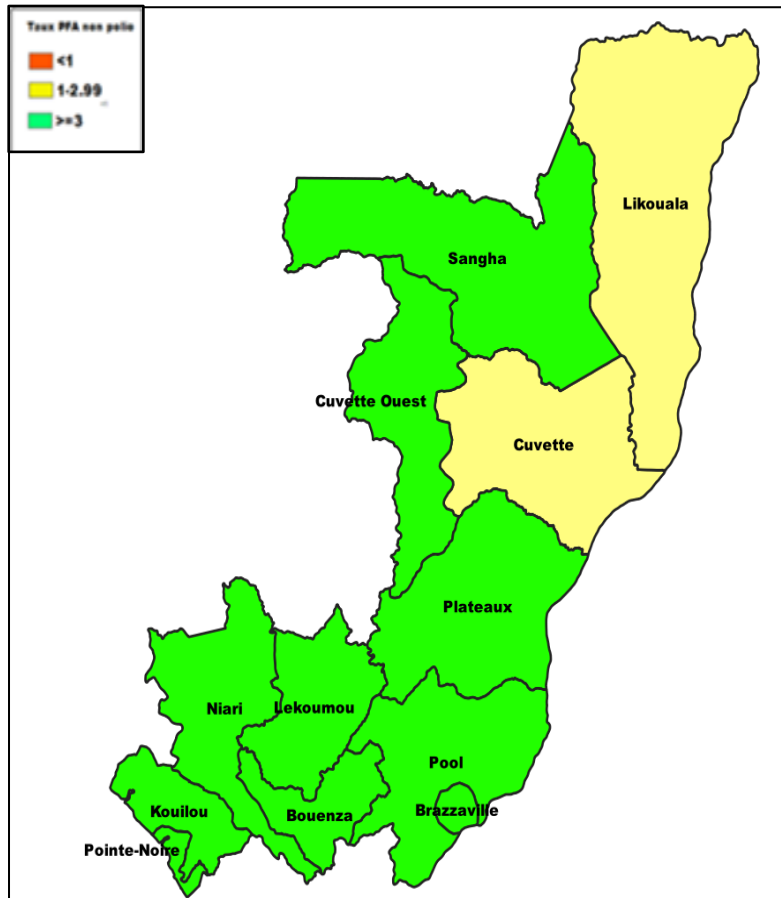 Taux PFA non polio
<1
1-2.99
>=3
Likouala
Sangha
Cuvette Ouest
Cuvette
Plateaux
Niari
Lekoumou
Pool
Kouilou
Bouenza
Brazzaville
Pointe-Noire